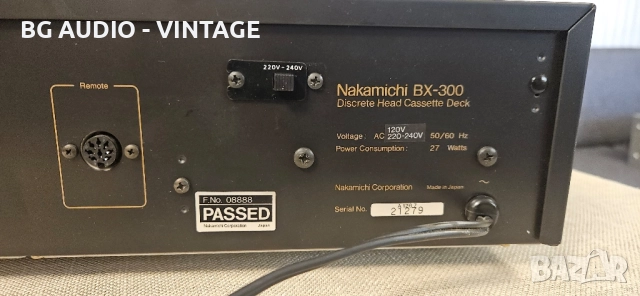 BG AUDIO - VINTAGE
220V-240V
Remote
Nakamichi BX-300
Discrete Head Cassette Deck
Voltage : AC 120V 220-240V 50/60 Hz
Power Consumption : 27 Watts
F.No. 08888
PASSED
Nakamichi Corporation Japan
Nakamichi Corporation Made in Japan
~
Serial No. 21279
BAZAR